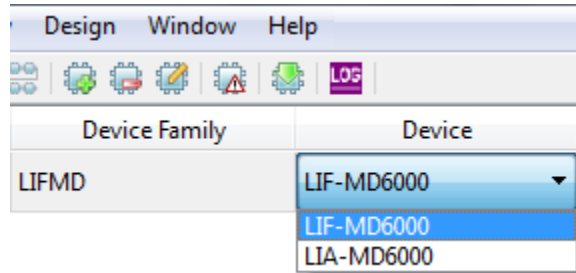 Design Window Help
LOG
Device Family Device
LIFMD LIF-MD6000
LIF-MD6000
LIA-MD6000